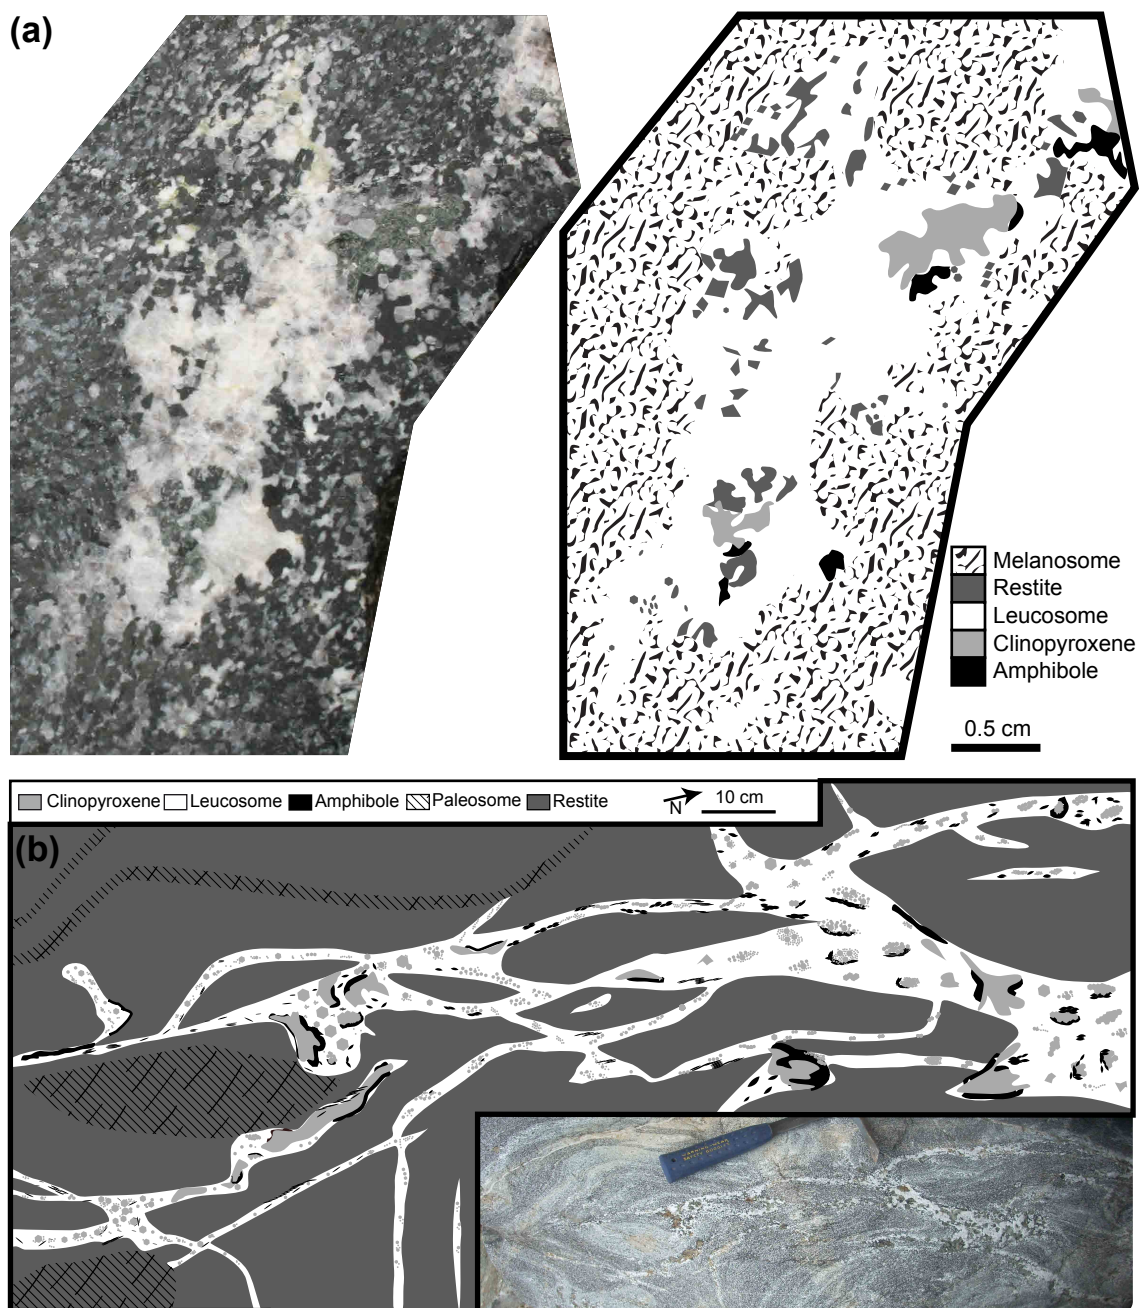 (a)
Melanosome
Restite
Leucosome
Clinopyroxene
Amphibole
0.5 cm
Clinopyroxene Leucosome Amphibole Paleosome Restite N 10 cm
(b)